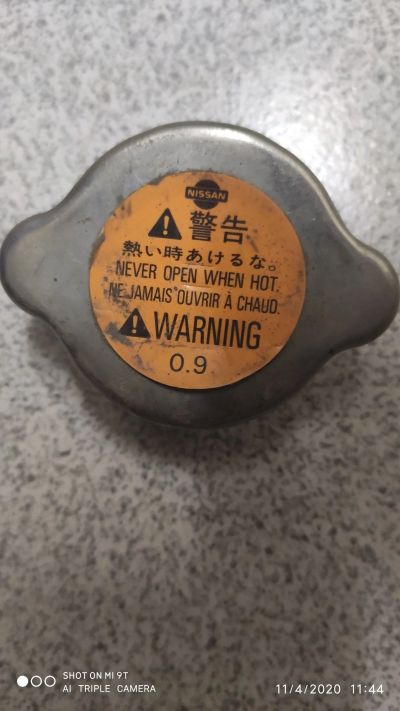 NISSAN
警告
熱い時あけるな。
NEVER OPEN WHEN HOT.
NE JAMAIS OUVRIR À CHAUD.
WARNING
0.9
SHOT ON MI 9T
AI TRIPLE CAMERA
11/4/2020 11:44